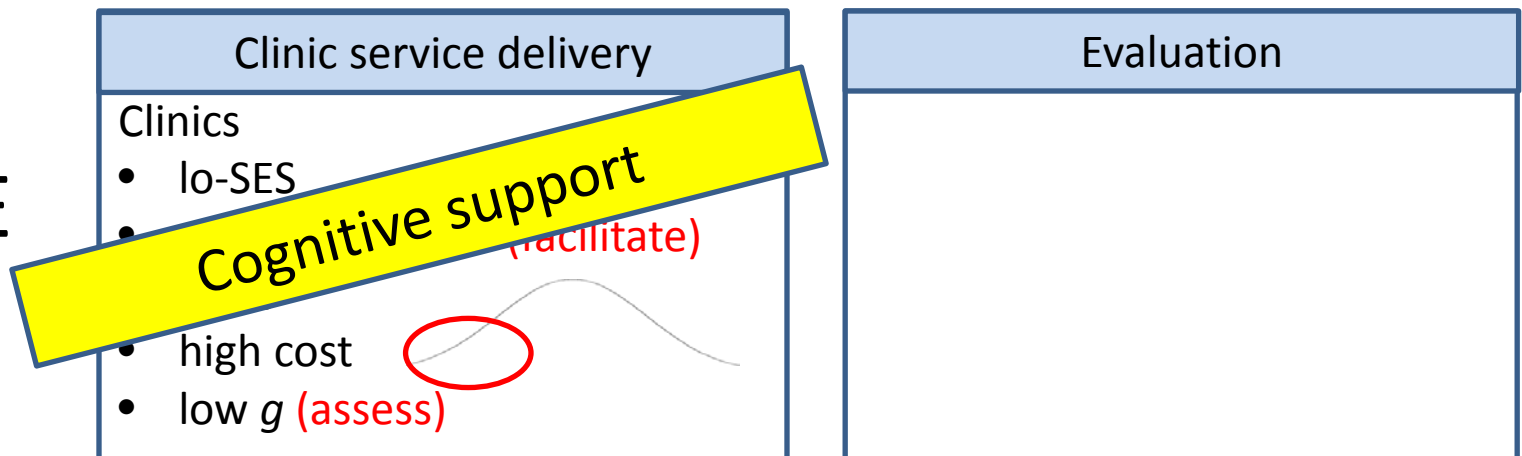 Clinic service delivery
Evaluation
Clinics
• lo-SES
(facilitate)
Cognitive support
• high cost
• low g (assess)